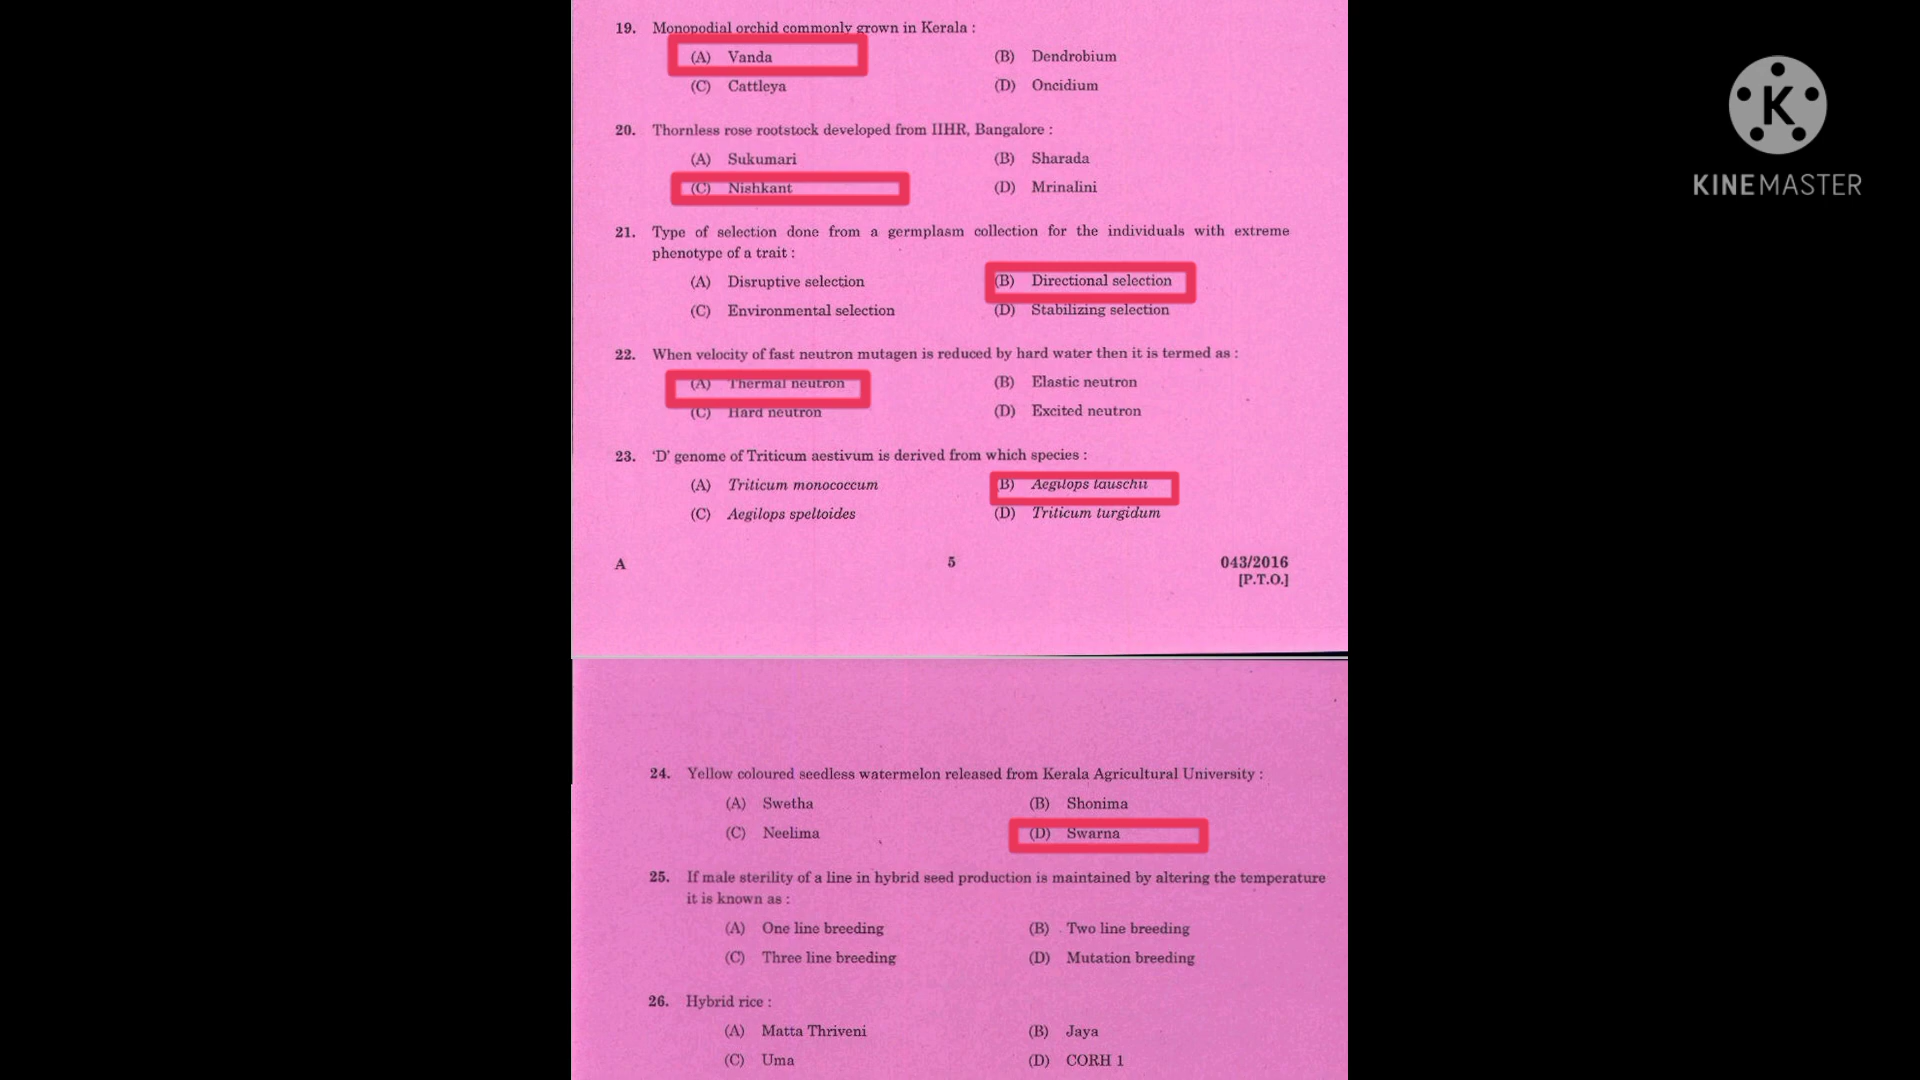 19. Monopodial orchid commonly grown in Kerala :
(A) Vanda (B) Dendrobium
(C) Cattleya (D) Oncidium
20. Thornless rose rootstock developed from IIHR, Bangalore :
(A) Sukumari (B) Sharada
(C) Nishkant (D) Mrinalini
21. Type of selection done from a germplasm collection for the individuals with extreme
phenotype of a trait :
(A) Disruptive selection (B) Directional selection
(C) Environmental selection (D) Stabilizing selection
22. When velocity of fast neutron mutagen is reduced by hard water then it is termed as :
(A) Thermal neutron (B) Elastic neutron
(C) Hard neutron (D) Excited neutron
23. ‘D’ genome of Triticum aestivum is derived from which species :
(A) Triticum monococcum (B) Aegilops tauschii
(C) Aegilops speltoides (D) Triticum turgidum
A 5 043/2016
[P.T.O.]
24. Yellow coloured seedless watermelon released from Kerala Agricultural University :
(A) Swetha (B) Shonima
(C) Neelima (D) Swarna
25. If male sterility of a line in hybrid seed production is maintained by altering the temperature
it is known as :
(A) One line breeding (B) Two line breeding
(C) Three line breeding (D) Mutation breeding
26. Hybrid rice :
(A) Matta Thriveni (B) Jaya
(C) Uma (D) CORH 1
K
KINEMASTER